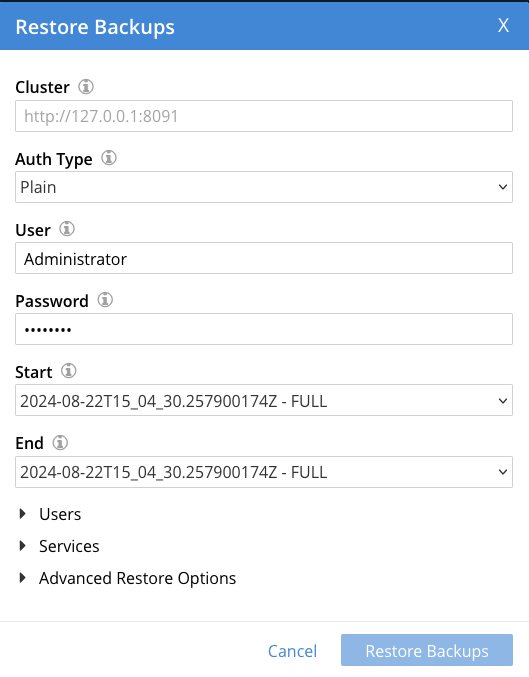 Restore Backups X
Cluster
http://127.0.0.1:8091
Auth Type
Plain
User
Administrator
Password
••••••••
Start
2024-08-22T15_04_30.257900174Z - FULL
End
2024-08-22T15_04_30.257900174Z - FULL
Users
Services
Advanced Restore Options
Cancel Restore Backups